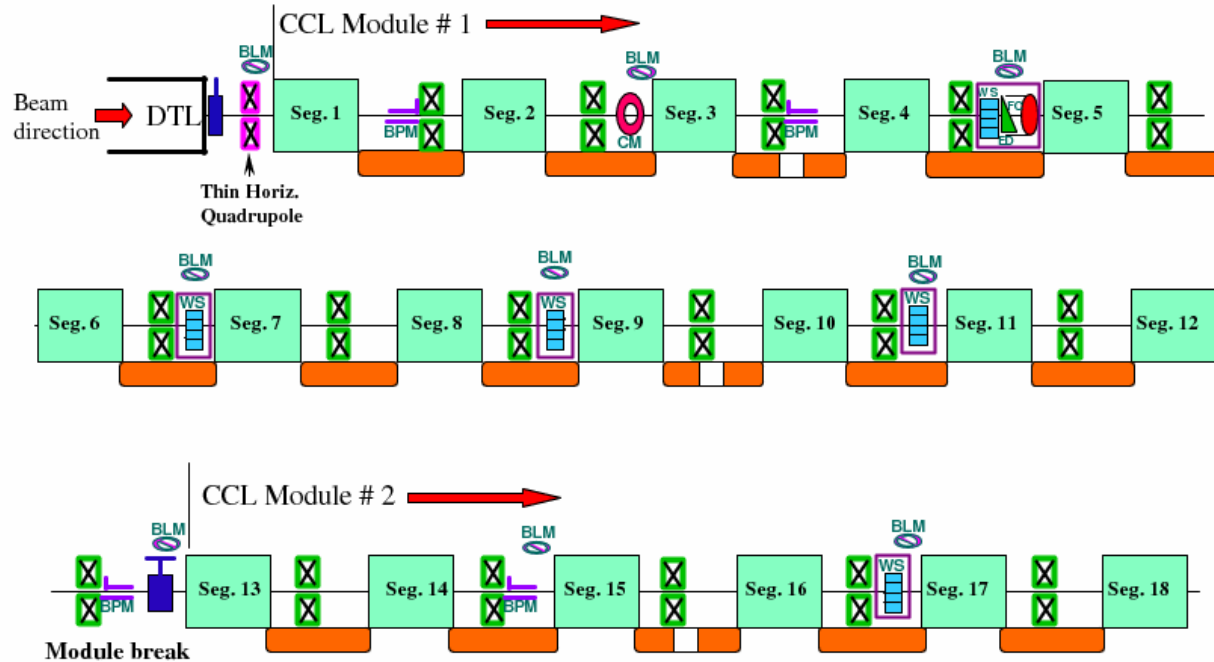 CCL Module # 1
BLM
BLM
BLM
Beam
direction
DTL
Seg. 1
BPM
Seg. 2
CM
Seg. 3
BPM
Seg. 4
WS
FC
ED
Seg. 5
Thin Horiz.
Quadrupole
BLM
BLM
BLM
Seg. 6
WS
Seg. 7
Seg. 8
WS
Seg. 9
Seg. 10
WS
Seg. 11
Seg. 12
CCL Module # 2
BLM
BLM
BLM
BPM
Seg. 13
Seg. 14
BPM
Seg. 15
Seg. 16
WS
Seg. 17
Seg. 18
Module break